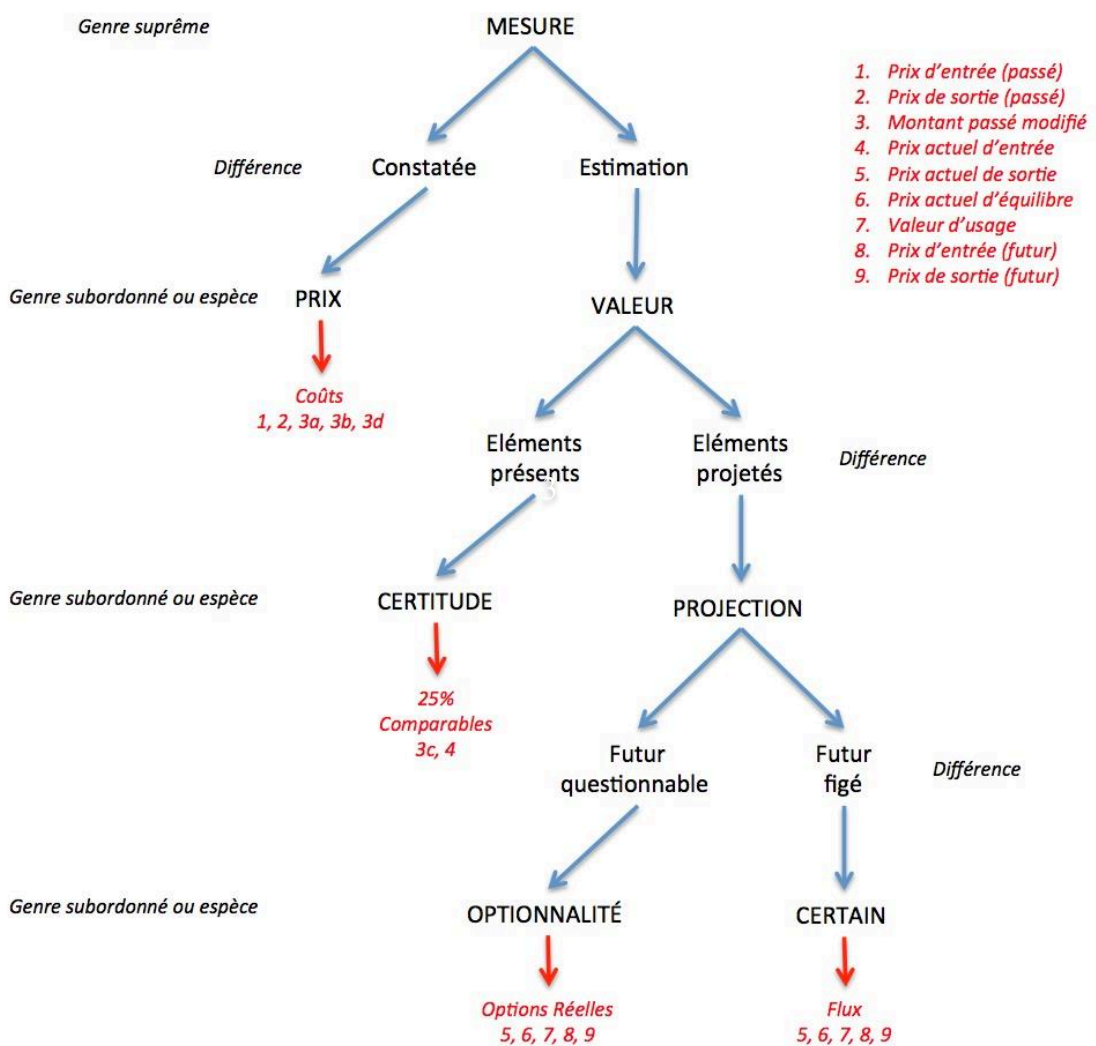 Genre suprême
MESURE
1. Prix d'entrée (passé)
2. Prix de sortie (passé)
3. Montant passé modifié
4. Prix actuel d'entrée
5. Prix actuel de sortie
6. Prix actuel d'équilibre
7. Valeur d'usage
8. Prix d'entrée (futur)
9. Prix de sortie (futur)
Différence
Constatée
Estimation
Genre subordonné ou espèce
PRIX
VALEUR
Coûts
1, 2, 3a, 3b, 3d
Eléments
présents
Eléments
projetés
Différence
3
Genre subordonné ou espèce
CERTITUDE
PROJECTION
25%
Comparables
3c, 4
Futur
questionnable
Futur
figé
Différence
Genre subordonné ou espèce
OPTIONNALITÉ
CERTAIN
Options Réelles
5, 6, 7, 8, 9
Flux
5, 6, 7, 8, 9